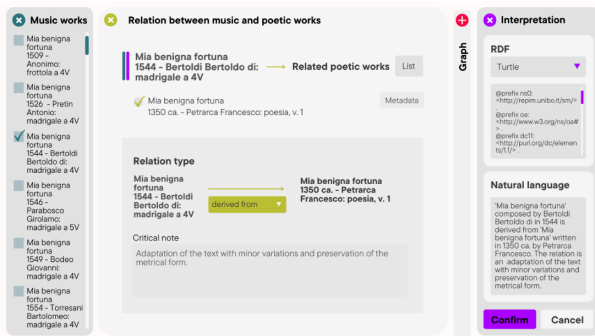 Music works
Mia benigna
fortuna
1509 -
Anonimo:
frottola a 4V
Mia benigna
fortuna
1526 - Pretin
Antonio:
madrigale a 4V
Mia benigna
fortuna
1544 - Bertoldi
Bertoldo di:
madrigale a 4V
Mia benigna
fortuna
1546 -
Parabosco
Girolamo:
madrigale a 5V
Mia benigna
fortuna
1549 - Bodeo
Giovanni:
madrigale a 4V
Mia benigna
fortuna
1554 - Torresani
Bartolomeo:
madrigale a 4V
Relation between music and poetic works
Mia benigna fortuna
1544 - Bertoldi Bertoldo di:
madrigale a 4V
Related poetic works
List
Mia benigna fortuna
1350 ca. - Petrarca Francesco: poesia, v. 1
Metadata
Relation type
Mia benigna
fortuna
1544 - Bertoldi
Bertoldo di:
madrigale a 4V
derived from
Mia benigna fortuna
1350 ca. - Petrarca
Francesco: poesia, v. 1
Critical note
Adaptation of the text with minor variations and preservation of the
metrical form.
Graph
Interpretation
RDF
Turtle
@prefix ns0:
<http://repim.unibo.it/sm/>
.
@prefix oa:
<http://www.w3.org/ns/oa#
> .
@prefix dc11:
<http://purl.org/dc/elemen
ts/1.1/> .
Natural language
'Mia benigna fortuna'
composed by Bertoldi
Bertoldo di in 1544 is
derived from 'Mia
benigna fortuna' written
in 1350 ca. by Petrarca
Francesco. The relation is
an adaptation of the text
with minor variations and
preservation of the
metrical form.
Confirm
Cancel